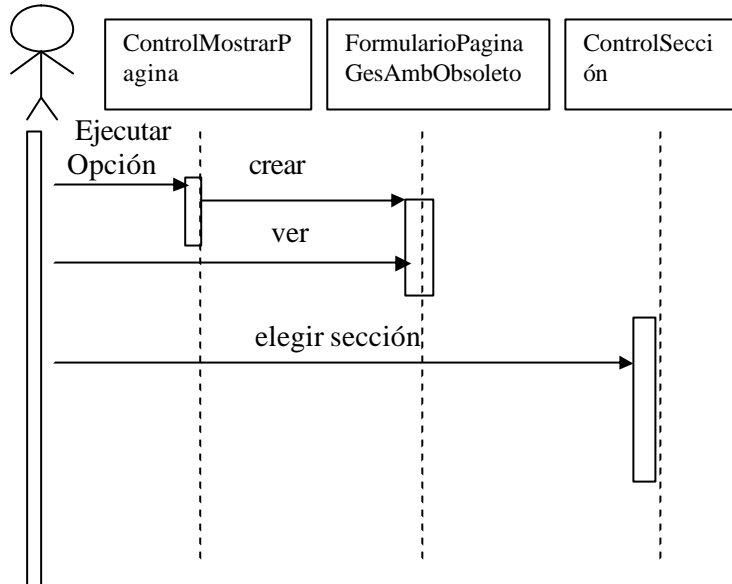 ControlMostrarP
agina
FormularioPagina
GesAmbObsoleto
ControlSecci
ón
Ejecutar
Opción
crear
ver
elegir sección